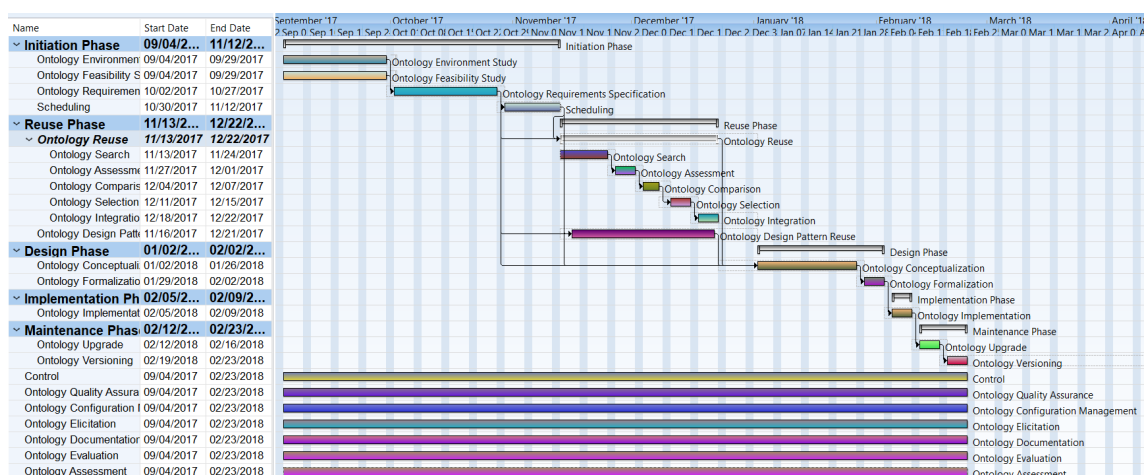 September '17 October '17 November '17 December '17 January '18 February '18 March '18 April '1
Name Start Date End Date
Initiation Phase 09/04/2... 11/12/2... Initiation Phase
Ontology Environment 09/04/2017 09/29/2017 Ontology Environment Study
Ontology Feasibility S 09/04/2017 09/29/2017 Ontology Feasibility Study
Ontology Requiremen 10/02/2017 10/27/2017 Ontology Requirements Specification
Scheduling 10/30/2017 11/12/2017 Scheduling
Reuse Phase 11/13/2... 12/22/2... Reuse Phase
Ontology Reuse 11/13/2017 12/22/2017 Ontology Reuse
Ontology Search 11/13/2017 11/24/2017 Ontology Search
Ontology Assessme 11/27/2017 12/01/2017 Ontology Assessment
Ontology Comparis 12/04/2017 12/07/2017 Ontology Comparison
Ontology Selection 12/11/2017 12/15/2017 Ontology Selection
Ontology Integratio 12/18/2017 12/22/2017 Ontology Integration
Ontology Design Patt 11/16/2017 12/21/2017 Ontology Design Pattern Reuse
Design Phase 01/02/2... 02/02/2... Design Phase
Ontology Conceptuali 01/02/2018 01/26/2018 Ontology Conceptualization
Ontology Formalizatio 01/29/2018 02/02/2018 Ontology Formalization
Implementation Ph 02/05/2... 02/09/2... Implementation Phase
Ontology Implementat 02/05/2018 02/09/2018 Ontology Implementation
Maintenance Phas 02/12/2... 02/23/2... Maintenance Phase
Ontology Upgrade 02/12/2018 02/16/2018 Ontology Upgrade
Ontology Versioning 02/19/2018 02/23/2018 Ontology Versioning
Control 09/04/2017 02/23/2018 Control
Ontology Quality Assura 09/04/2017 02/23/2018 Ontology Quality Assurance
Ontology Configuration 09/04/2017 02/23/2018 Ontology Configuration Management
Ontology Elicitation 09/04/2017 02/23/2018 Ontology Elicitation
Ontology Documentation 09/04/2017 02/23/2018 Ontology Documentation
Ontology Evaluation 09/04/2017 02/23/2018 Ontology Evaluation
Ontology Assessment 09/04/2017 02/23/2018 Ontology Assessment